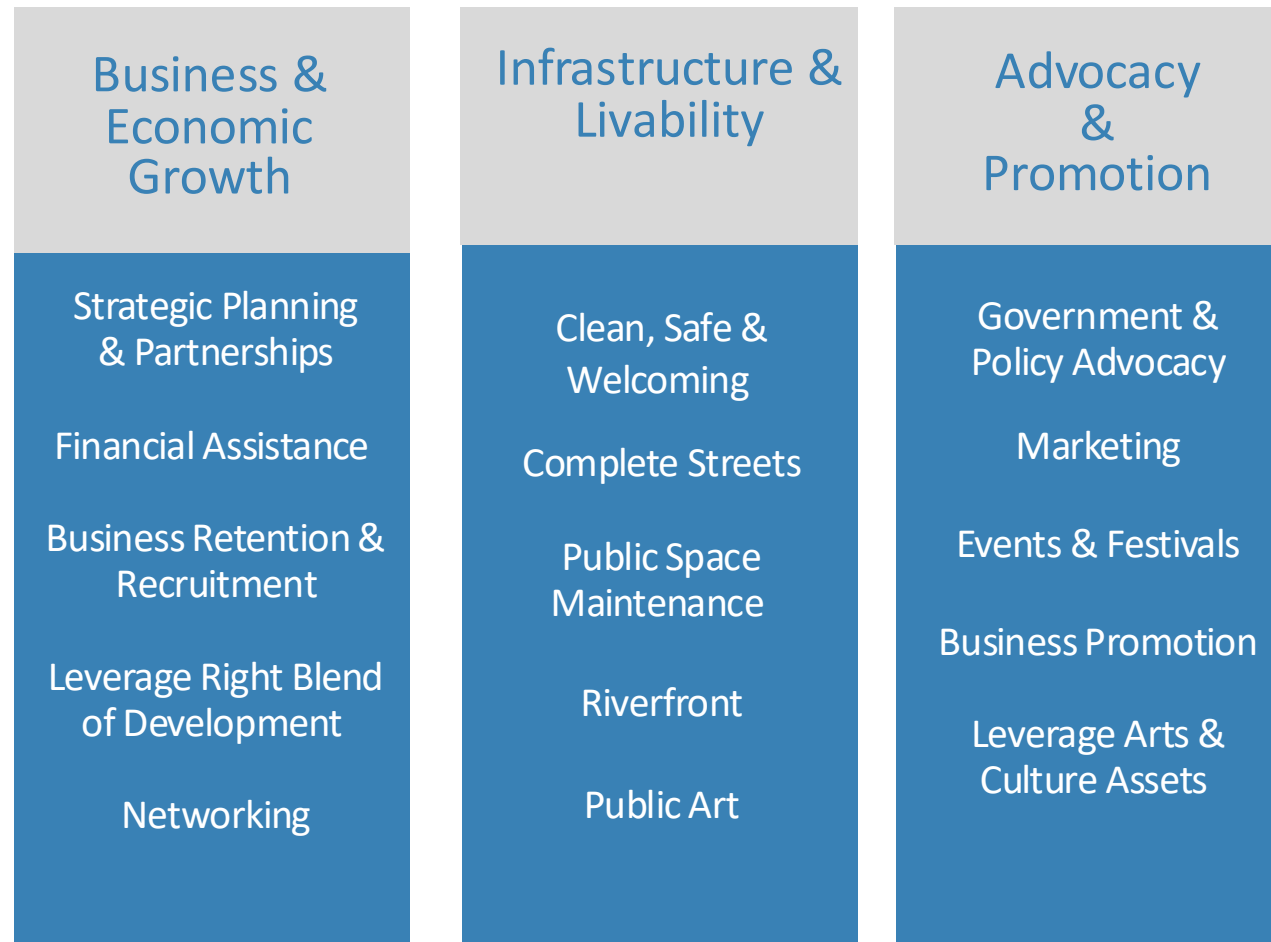 Business &
Economic
Growth
Strategic Planning
& Partnerships
Financial Assistance
Business Retention &
Recruitment
Leverage Right Blend
of Development
Networking
Infrastructure &
Livability
Clean, Safe &
Welcoming
Complete Streets
Public Space
Maintenance
Riverfront
Public Art
Advocacy
&
Promotion
Government &
Policy Advocacy
Marketing
Events & Festivals
Business Promotion
Leverage Arts &
Culture Assets